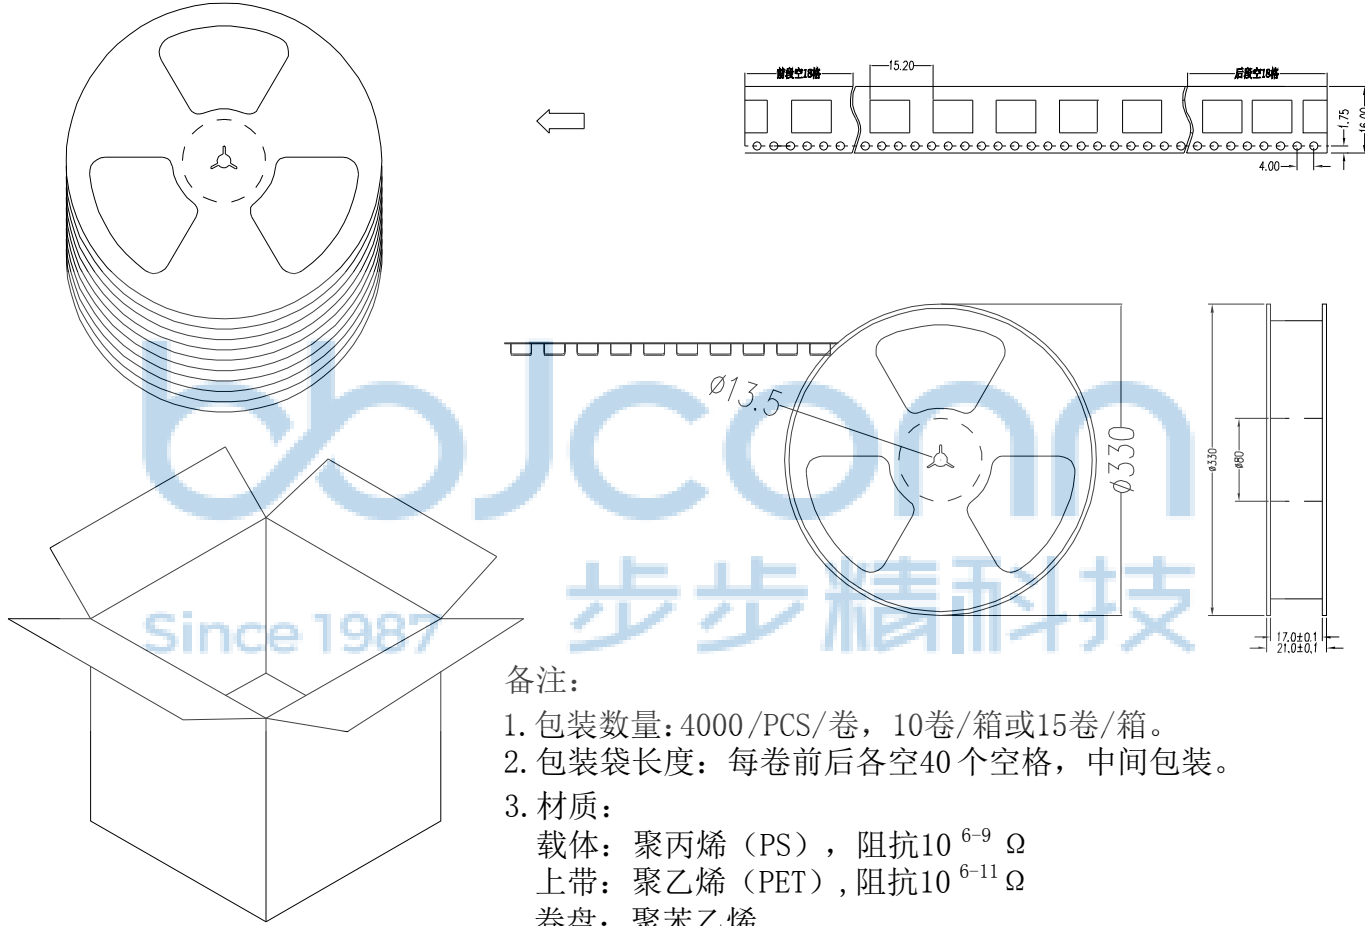 前段空18格
15.20
后段空18格
1.75
16.00
4.00
bbJconn
Ø13.5
Ø330
Ø330
Ø80
步步精科技
Since 1987
17.0±0.1
21.0±0.1
备注：
1.包装数量:4000/PCS/卷，10卷/箱或15卷/箱。
2.包装袋长度：每卷前后各空40个空格，中间包装。
3.材质：
载体：聚丙烯（PS），阻抗10 6-9 Ω
上带：聚乙烯（PET）,阻抗10 6-11 Ω
卷盘：聚苯乙烯